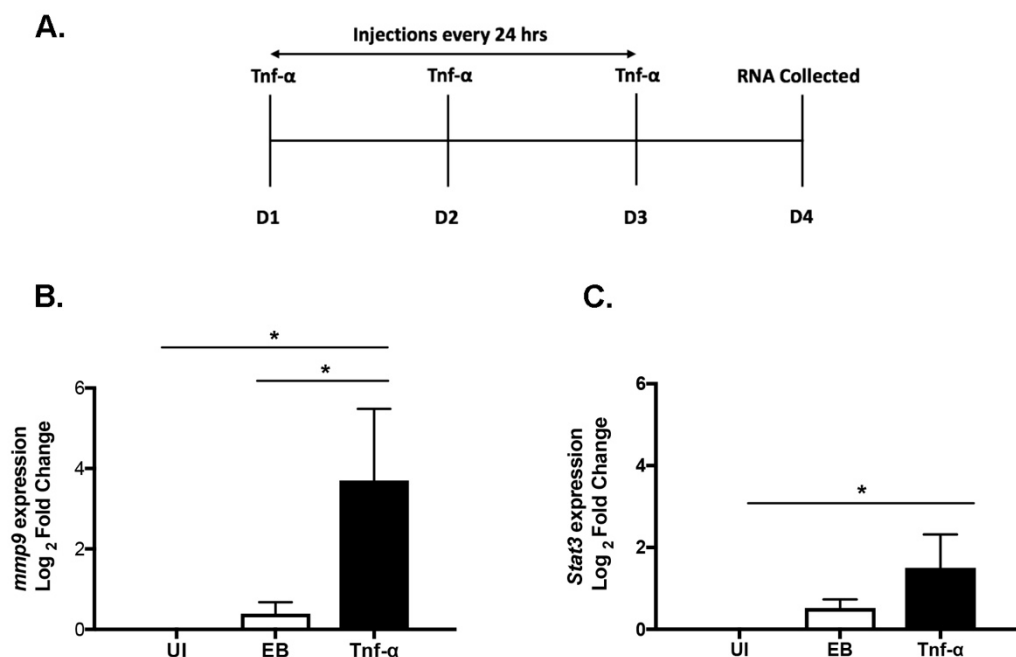 A.
Injections every 24 hrs
Tnf-α Tnf-α Tnf-α RNA Collected
D1 D2 D3 D4
B.
*
*
mmp9 expression
Log 2 Fold Change
6
4
2
0
UI EB Tnf-α
C.
*
Stat3 expression
Log 2 Fold Change
6
4
2
0
UI EB Tnf-α